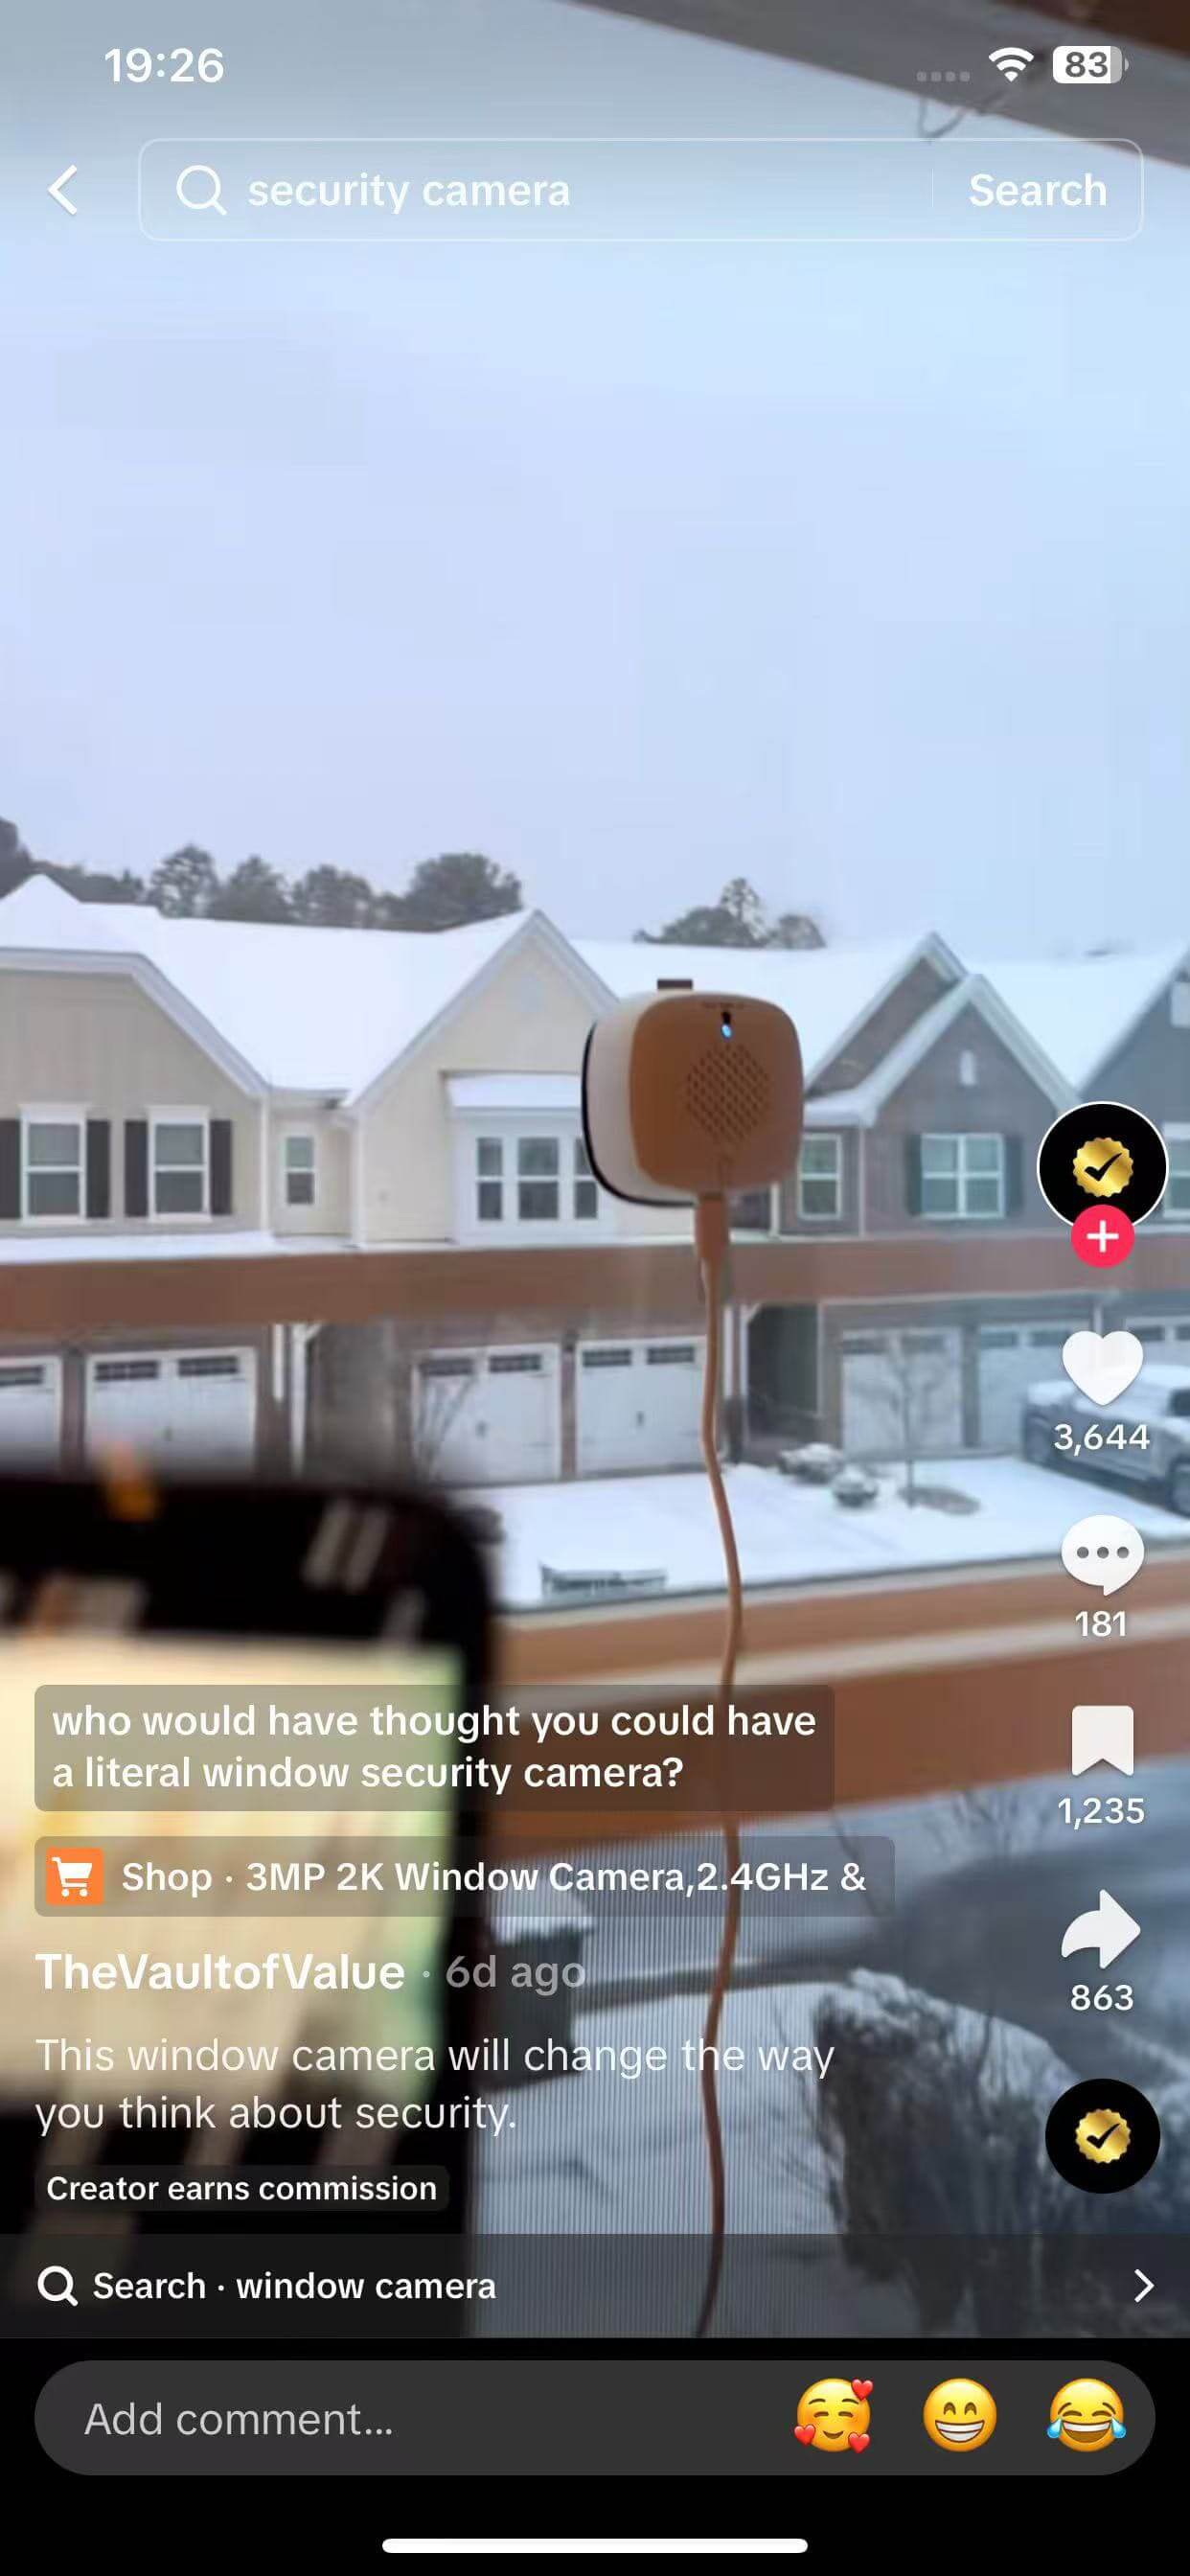 19:26
83
security camera
Search
3,644
181
who would have thought you could have
a literal window security camera?
1,235
Shop · 3MP 2K Window Camera,2.4GHz &
TheVaultofValue · 6d ago
863
This window camera will change the way
you think about security.
Creator earns commission
Search · window camera
Add comment...